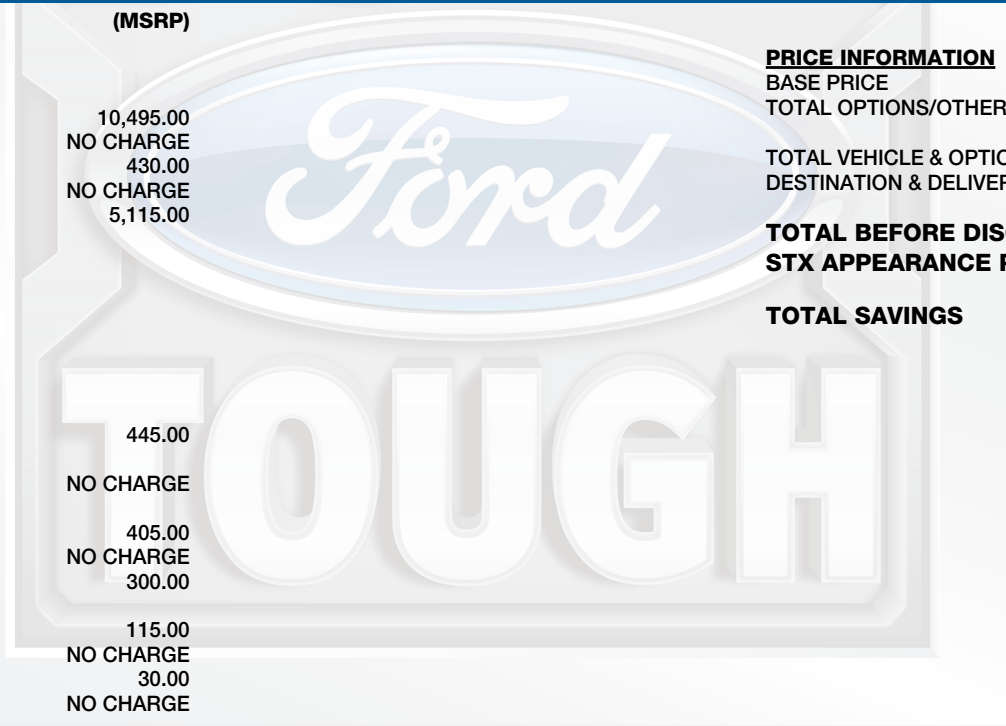 (MSRP)
10,495.00
NO CHARGE
430.00
NO CHARGE
5,115.00
445.00
NO CHARGE
405.00
NO CHARGE
300.00
115.00
NO CHARGE
30.00
NO CHARGE
Ford
TOUGH
PRICE INFORMATION
BASE PRICE
TOTAL OPTIONS/OTHER
TOTAL VEHICLE & OPTIO
DESTINATION & DELIVER
TOTAL BEFORE DIS
STX APPEARANCE P
TOTAL SAVINGS